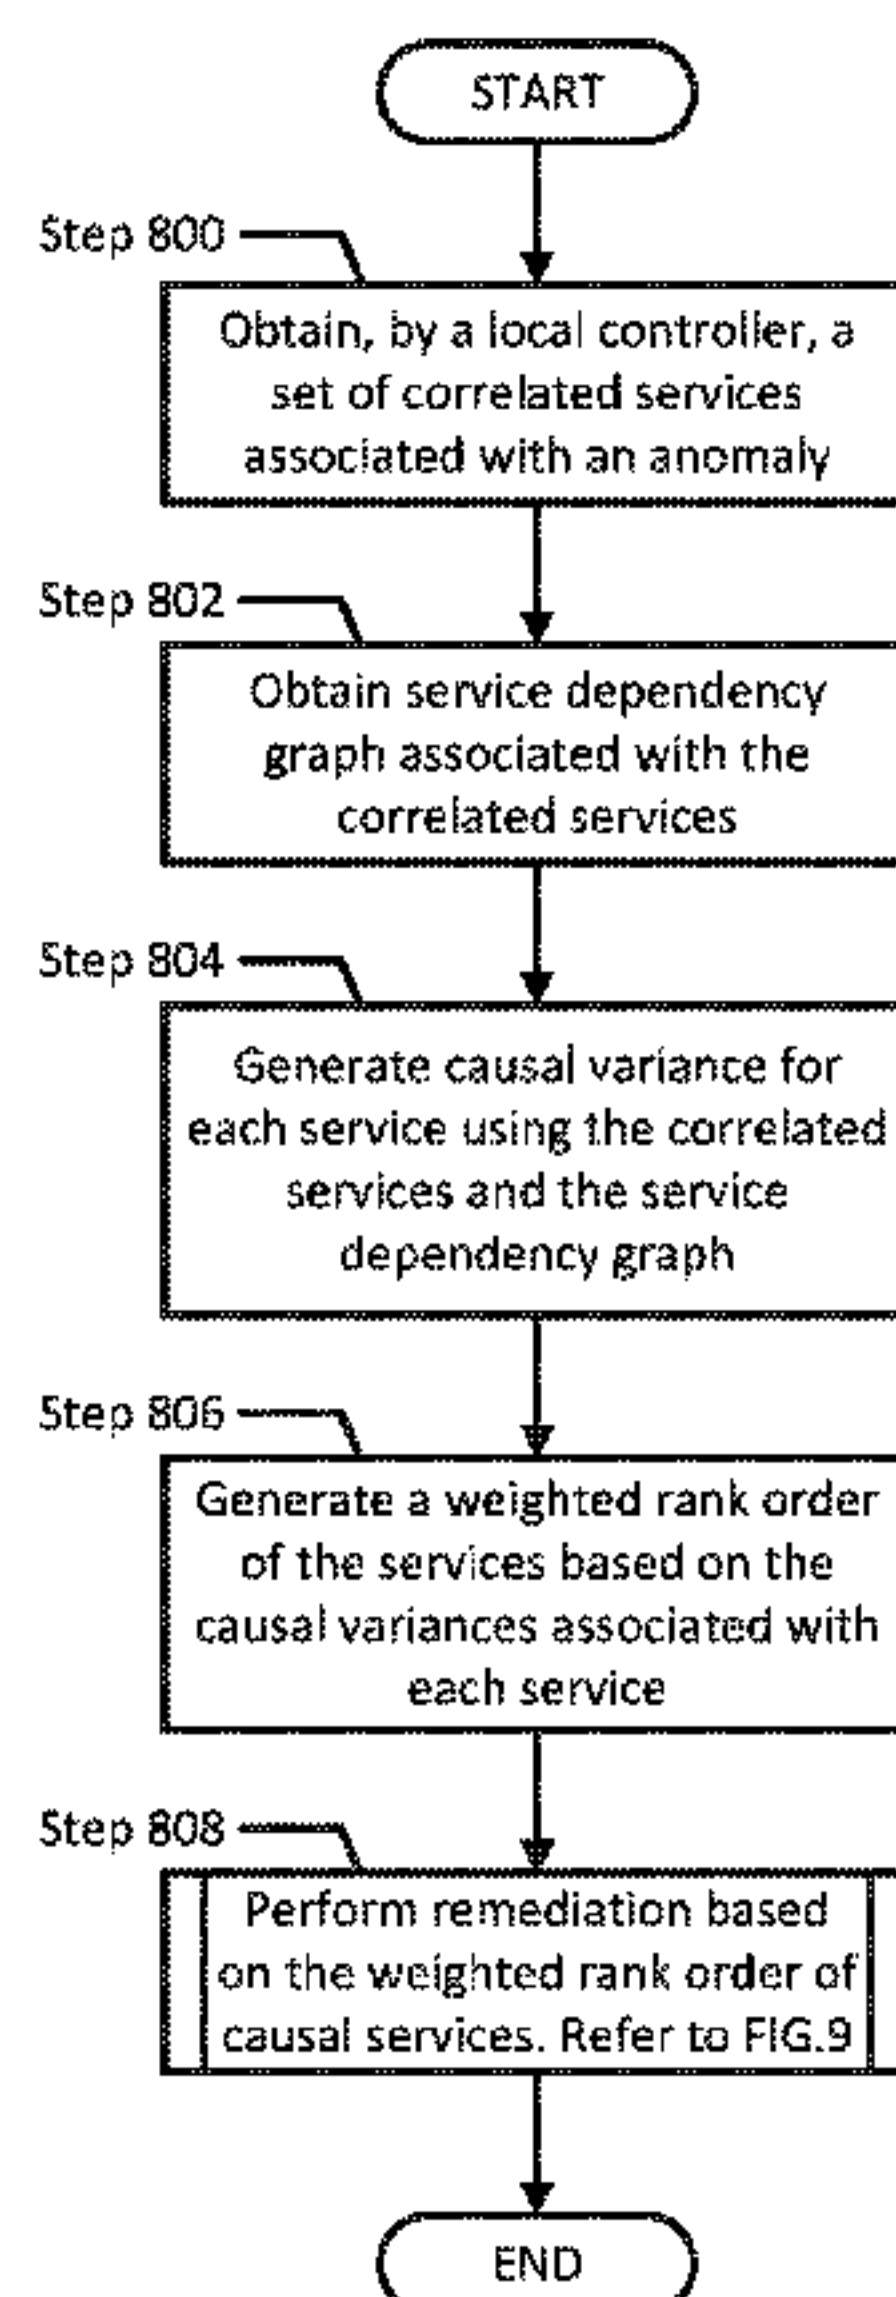 START
Step 800
Obtain, by a local controller, a
set of correlated services
associated with an anomaly
Step 802
Obtain service dependency
graph associated with the
correlated services
Step 804
Generate causal variance for
each service using the correlated
services and the service
dependency graph
Step 806
Generate a weighted rank order
of the services based on the
causal variances associated with
each service
Step 808
Perform remediation based
on the weighted rank order of
causal services. Refer to FIG.9
END